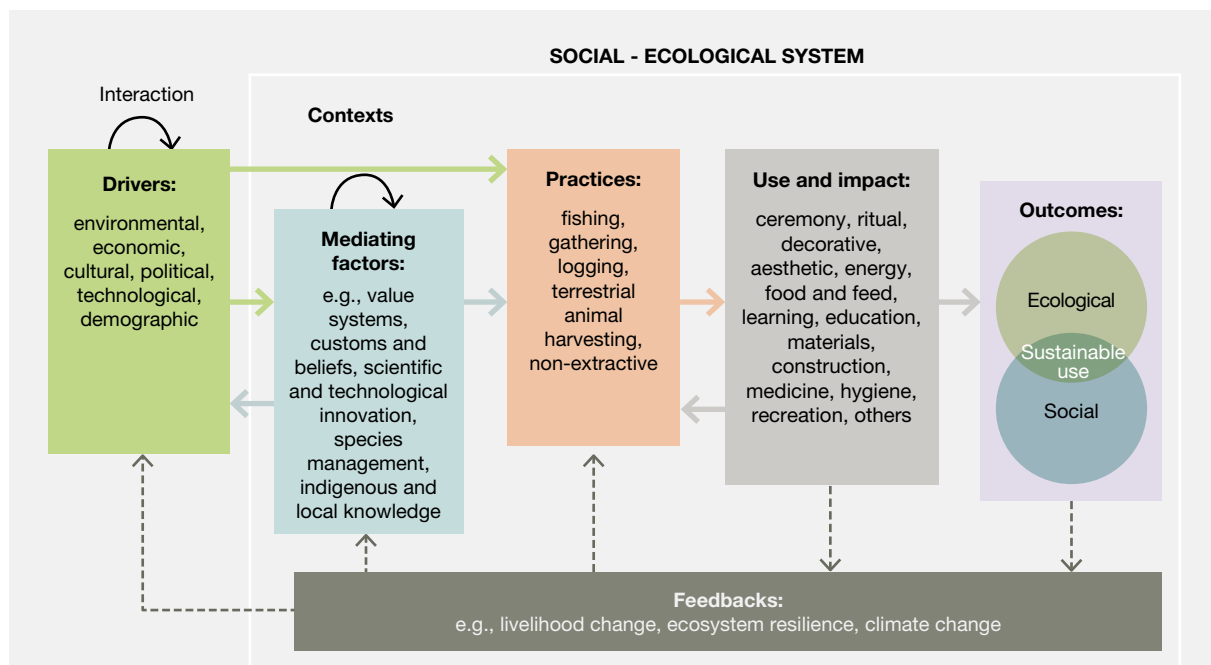 SOCIAL - ECOLOGICAL SYSTEM
Interaction
Contexts
Drivers:
environmental,
economic,
cultural, political,
technological,
demographic
Mediating
factors:
e.g., value
systems,
customs and
beliefs, scientific
and technological
innovation,
species
management,
indigenous and
local knowledge
Practices:
fishing,
gathering,
logging,
terrestrial
animal
harvesting,
non-extractive
Use and impact:
ceremony, ritual,
decorative,
aesthetic, energy,
food and feed,
learning, education,
materials,
construction,
medicine, hygiene,
recreation, others
Outcomes:
Ecological
Sustainable
use
Social
Feedbacks:
e.g., livelihood change, ecosystem resilience, climate change